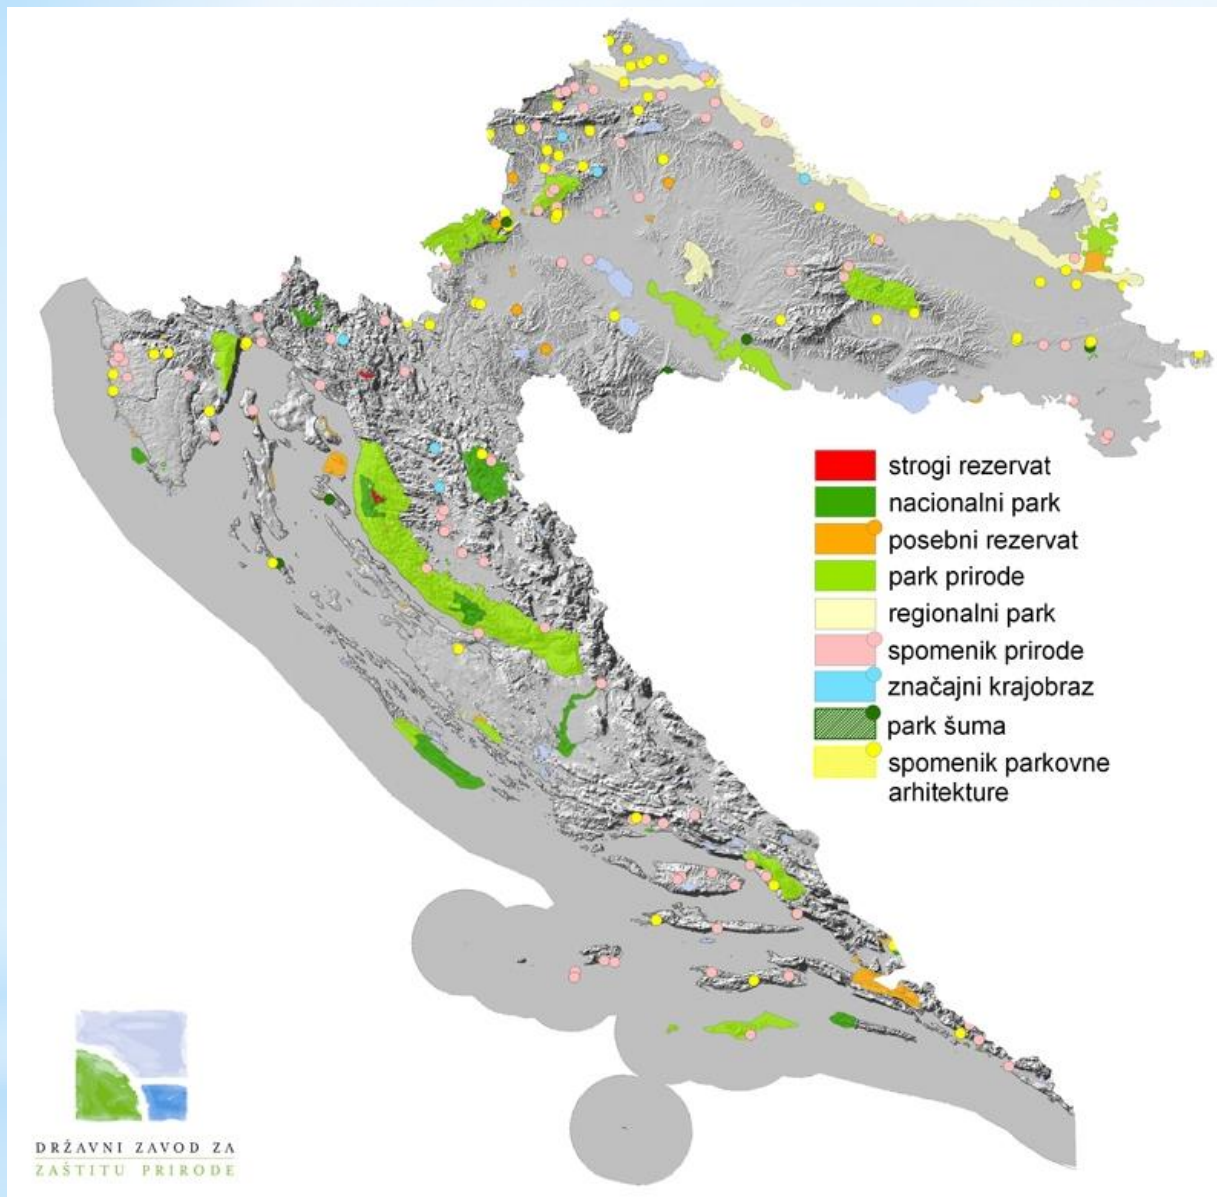 strogi rezervat
nacionalni park
posebni rezervat
park prirode
regionalni park
spomenik prirode
značajni krajobraz
park šuma
spomenik parkovne
arhitekture
DRŽAVNI ZAVOD ZA
ZAŠTITU PRIRODE